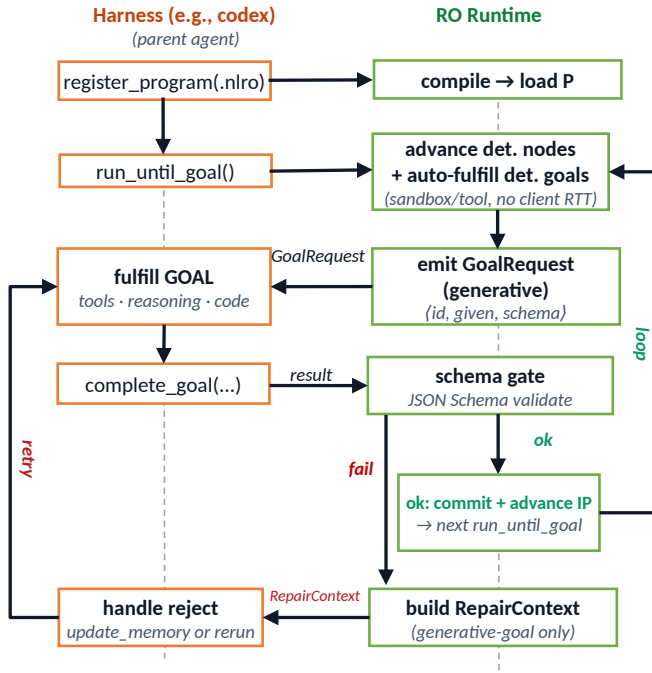 Harness (e.g., codex)
(parent agent)
RO Runtime
register_program(.nlro)
compile → load P
run_until_goal()
advance det. nodes
+ auto-fulfill det. goals
(sandbox/tool, no client RTT)
fulfill GOAL
tools · reasoning · code
GoalRequest
emit GoalRequest
(generative)
⟨id, given, schema⟩
loop
complete_goal(...)
result
schema gate
JSON Schema validate
retry
fail
ok
ok: commit + advance IP
→ next run_until_goal
handle reject
update_memory or rerun
RepairContext
build RepairContext
(generative-goal only)